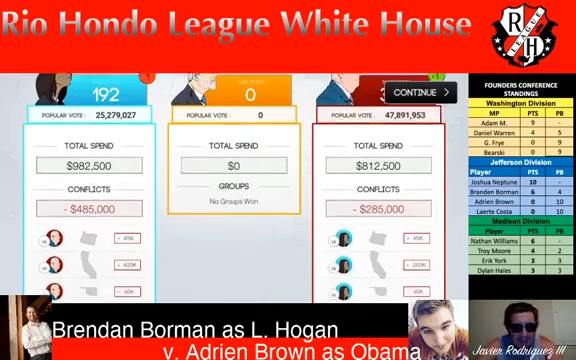 Rio Hondo League White House
R
LEAGUE
H
192
0
3
CONTINUE
POPULAR VOTE: 25,279,027
POPULAR VOTE: 0
POPULAR VOTE: 47,891,953
TOTAL SPEND
$982,500
CONFLICTS
- $485,000
TOTAL SPEND
$0
GROUPS
No Groups Won
TOTAL SPEND
$812,500
CONFLICTS
- $285,000
FOUNDERS CONFERENCE
STANDINGS
Washington Division
MP PTS PB
Adam M. 9 -
Daniel Warren 4 5
G. Frye 0 9
Bearski 0 9
Jefferson Division
Player PTS PB
Joshua Neptune 10 -
Brendan Borman 6 4
Adrien Brown 0 10
Laerte Costa 0 10
Madison Division
Player PTS PB
Nathan Williams 6 -
Troy Moore 4 2
Erik York 3 3
Dylan Hales 3 3
Brendan Borman as L. Hogan
v. Adrien Brown as Obama
Javier Rodriguez III